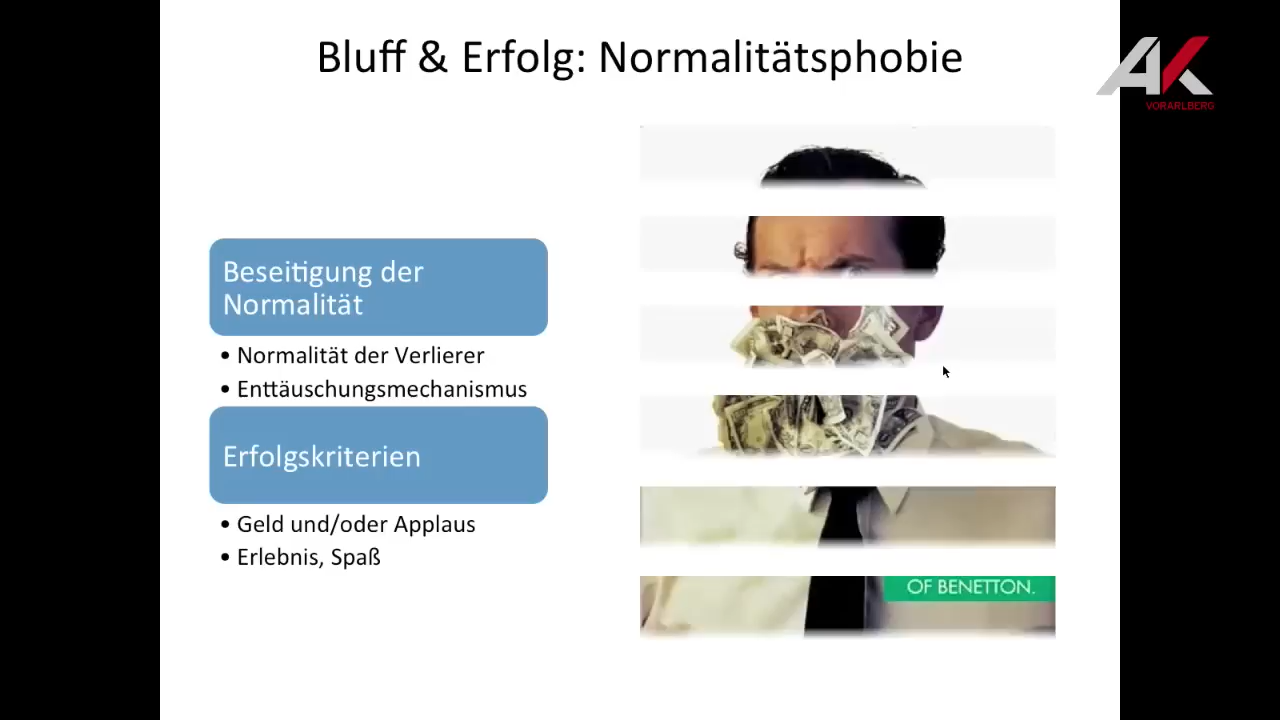 Bluff & Erfolg: Normalitätsphobie
AK
VORARLBERG
Beseitigung der
Normalität
• Normalität der Verlierer
• Enttäuschungsmechanismus
Erfolgskriterien
• Geld und/oder Applaus
• Erlebnis, Spaß
OF BENETTON.